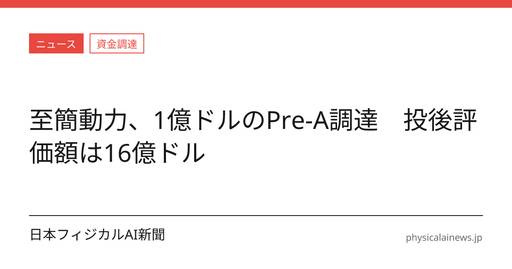 ニュース 資金調達
至簡動力、1億ドルのPre-A調達　投後評
価額は16億ドル
日本フィジカルAI新聞 physicalainews.jp